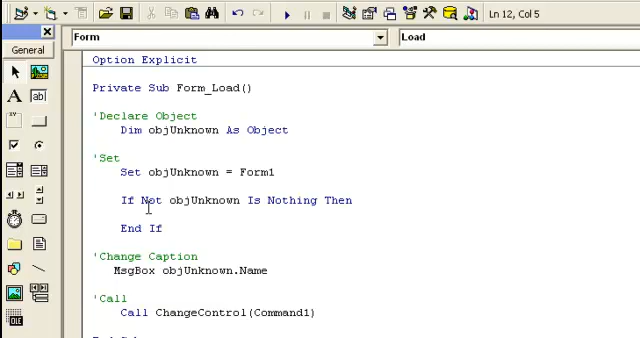 Ln 12, Col 5
Form
Load
General
Option Explicit
Private Sub Form_Load()
'Declare Object
Dim objUnknown As Object
'Set
Set objUnknown = Form1
If Not objUnknown Is Nothing Then
End If
'Change Caption
MsgBox objUnknown.Name
'Call
Call ChangeControl(Command1)